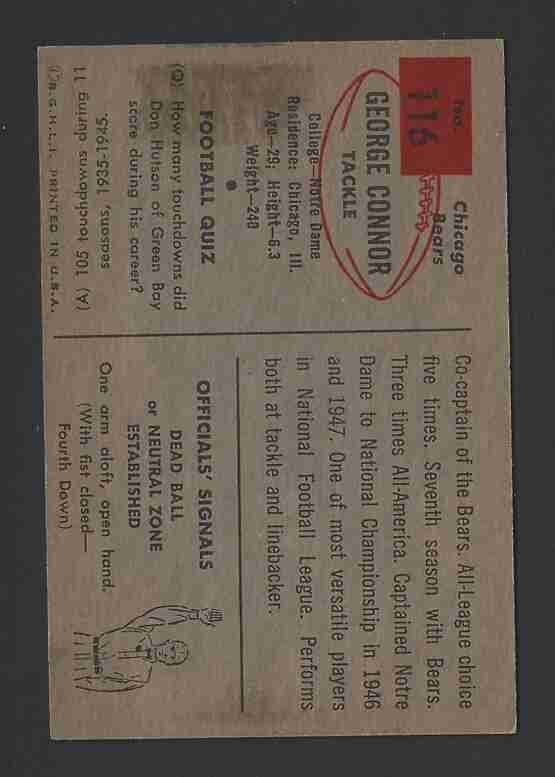 No.
116
Chicago
Bears
GEORGE CONNOR
TACKLE
College—Notre Dame
Residence: Chicago, Ill.
Age—29; Height—6.3
Weight—240
FOOTBALL QUIZ
(Q) How many touchdowns did
Don Hutson of Green Bay
score during his career?
(A) 105 touchdowns during 11
seasons, 1935-1945.
©B.G.H.L.I. PRINTED IN U.S.A.
Co-captain of the Bears. All-League choice
five times. Seventh season with Bears.
Three times All-America. Captained Notre
Dame to National Championship in 1946
and 1947. One of most versatile players
in National Football League. Performs
both at tackle and linebacker.
OFFICIALS' SIGNALS
DEAD BALL
or NEUTRAL ZONE
ESTABLISHED
One arm aloft, open hand.
(With fist closed—
Fourth Down)